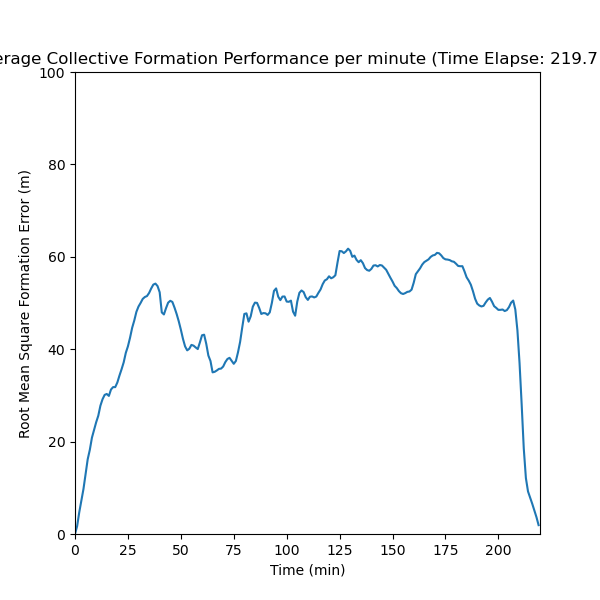 erage Collective Formation Performance per minute (Time Elapse: 219.7
100
80
60
40
20
0
Root Mean Square Formation Error (m)
0 25 50 75 100 125 150 175 200
Time (min)